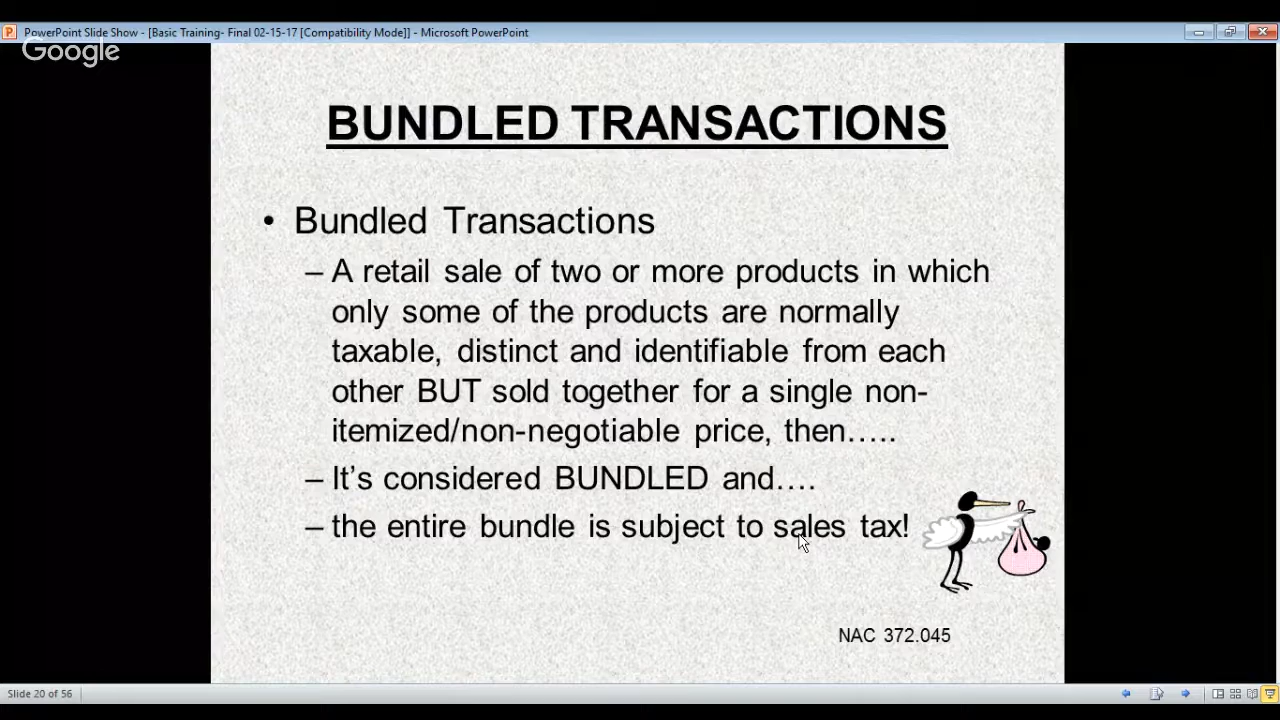 PowerPoint Slide Show - [Basic Training- Final 02-15-17 [Compatibility Mode]] - Microsoft PowerPoint
Google
BUNDLED TRANSACTIONS
• Bundled Transactions
– A retail sale of two or more products in which
only some of the products are normally
taxable, distinct and identifiable from each
other BUT sold together for a single non-
itemized/non-negotiable price, then…..
– It’s considered BUNDLED and….
– the entire bundle is subject to sales tax!
NAC 372.045
Slide 20 of 56